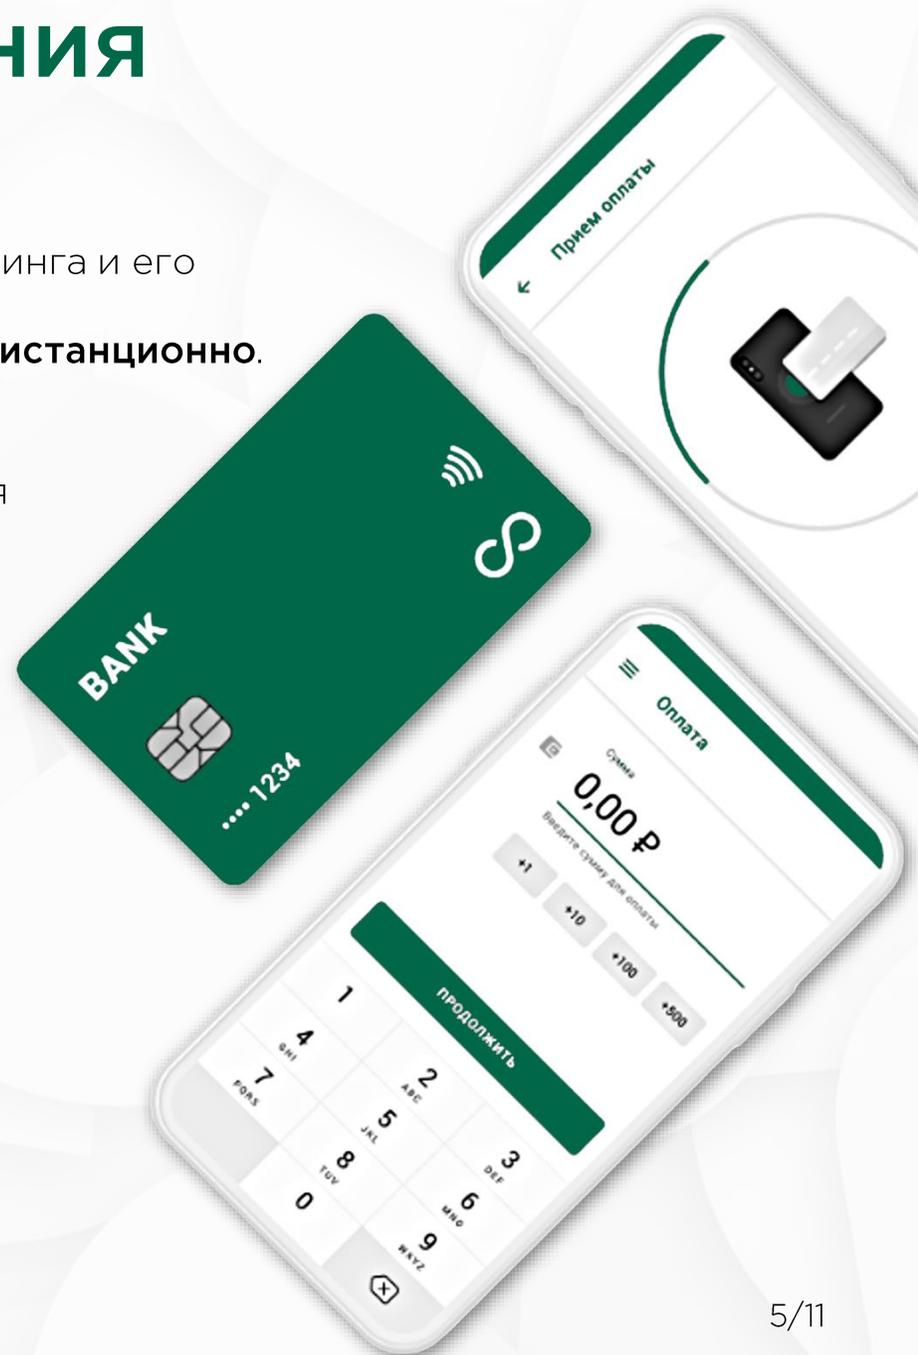 ния
инга и его
истанционно.
я
Прием оплаты
BANK
•••• 1234
Оплата
Сумма
0,00 ₽
Введите сумму для оплаты
+1 +10 +100 +500
ПРОДОЛЖИТЬ
1 2 ABC 3 DEF
4 GHI 5 JKL 6 MNO
7 PQRS 8 TUV 9 WXYZ
0
5/11